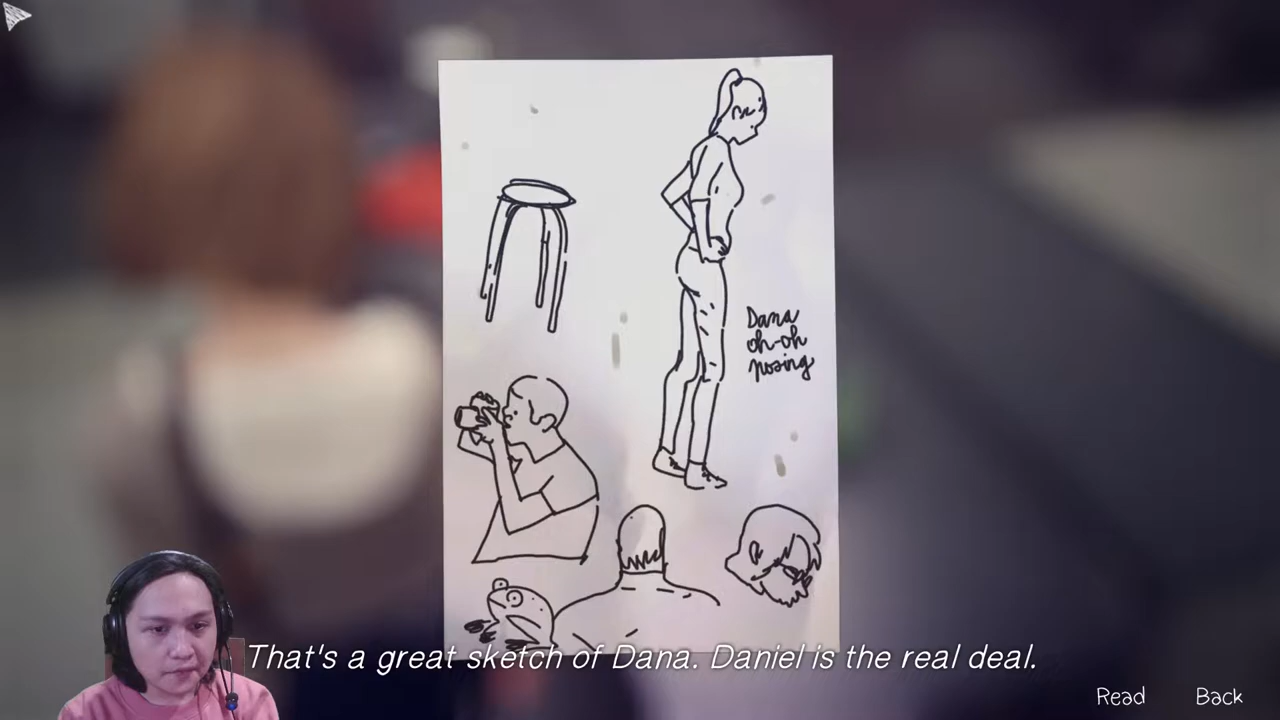 Dana
oh-oh
posing
That's a great sketch of Dana. Daniel is the real deal.
Read
Back